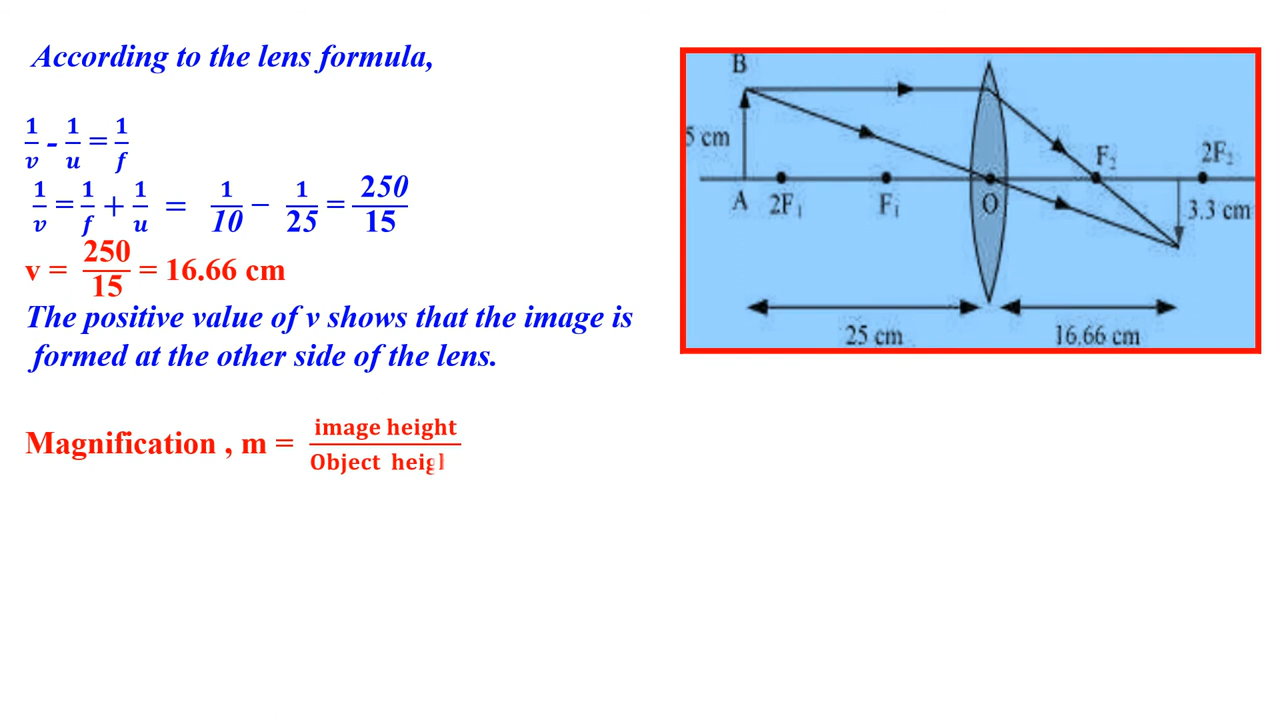 According to the lens formula,
1/v - 1/u = 1/f
1/v = 1/f + 1/u = 1/10 − 1/25 = 250/15
v = 250/15 = 16.66 cm
The positive value of v shows that the image is
formed at the other side of the lens.
Magnification , m = image height/Object heigl
B
5 cm
A 2F₁ F₁ O F₂ 2F₂
3.3 cm
25 cm 16.66 cm